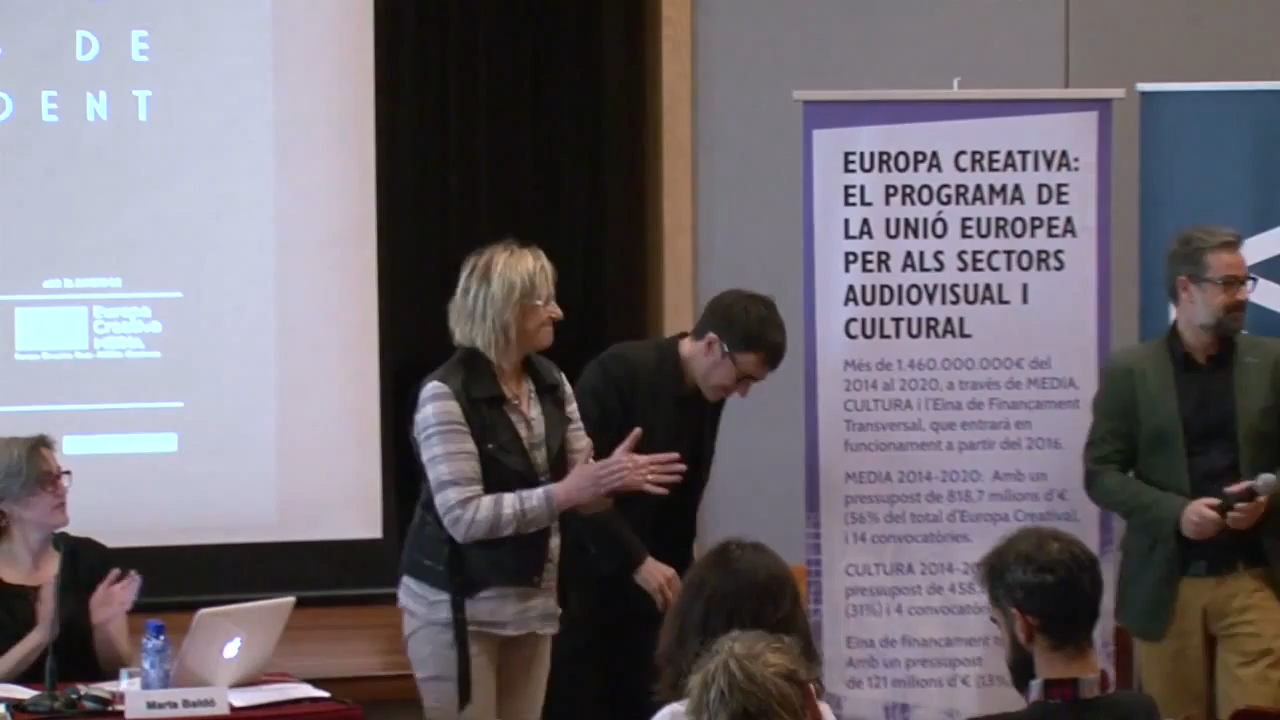 DE
DENT
Europa
Creativa
MEDIA
Marta Baldó
EUROPA CREATIVA:
EL PROGRAMA DE
LA UNIÓ EUROPEA
PER ALS SECTORS
AUDIOVISUAL I
CULTURAL
Més de 1.460.000.000€ del
2014 al 2020, a través de MEDIA,
CULTURA i l'Eina de Finançament
Transversal, que entrarà en
funcionament a partir del 2016.
MEDIA 2014-2020: Amb un
pressupost de 818,7 milions d'€
(56% del total d'Europa Creativa),
i 14 convocatòries.
CULTURA 2014-20
pressupost de 455,
(31%) i 4 convocatòr
Eina de finançament
Amb un pressupost
de 121 milions d'€ (13%